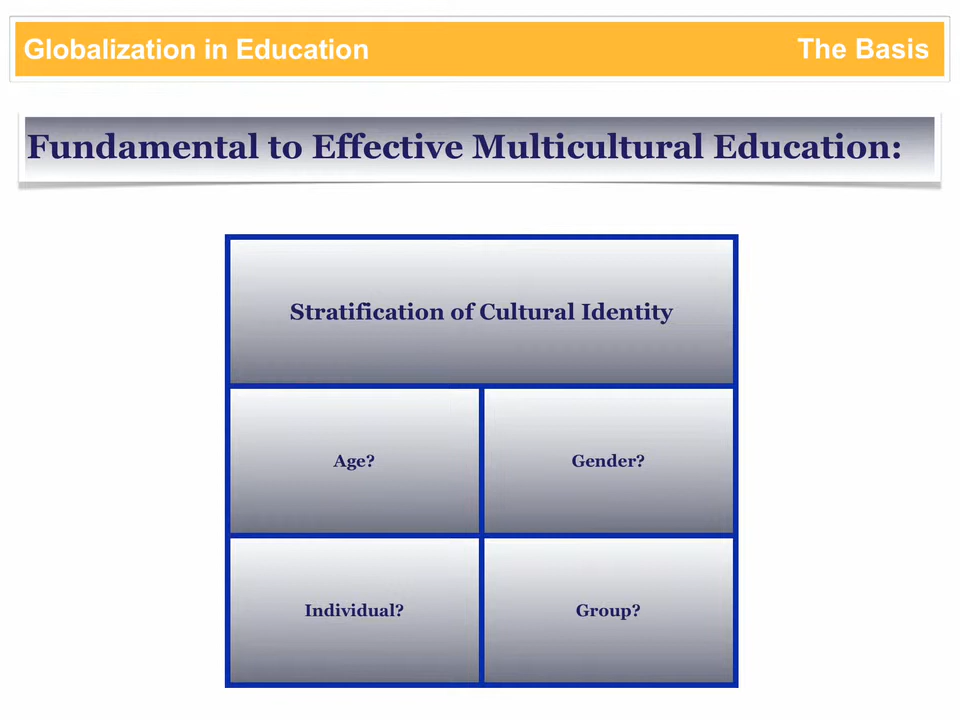 Globalization in Education
The Basis
Fundamental to Effective Multicultural Education:
Stratification of Cultural Identity
Age?
Gender?
Individual?
Group?